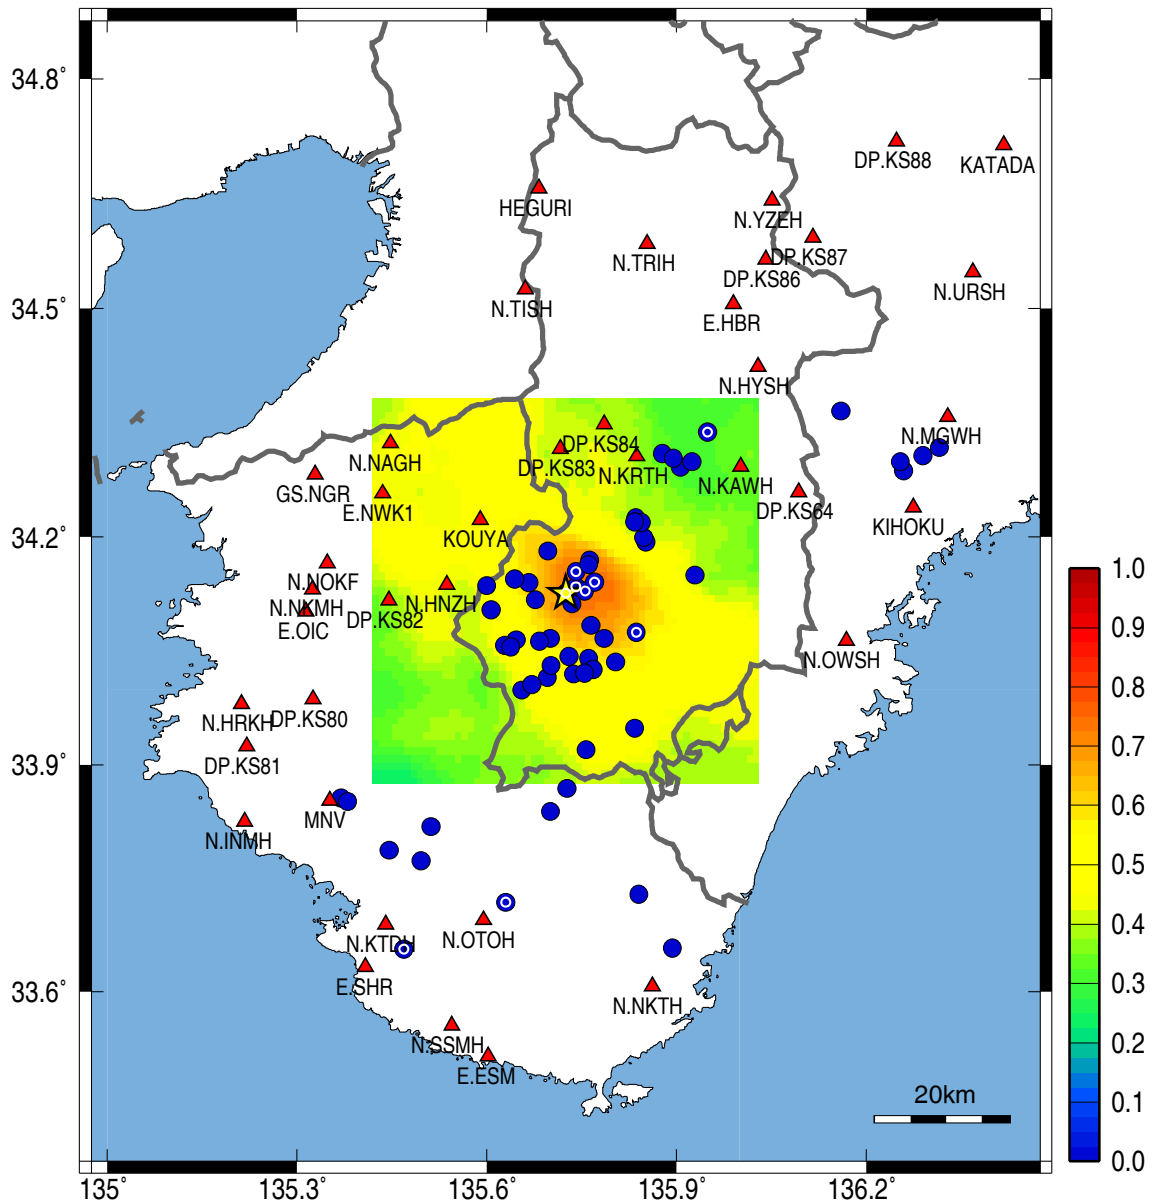 34.8°
DP.KS88
KATADA
HEGURI
N.YZEH
N.TRIH
DP.KS87
DP.KS86
N.URSH
N.TISH
34.5°
E.HBR
N.HYSH
N.MGWH
DP.KS84
N.NAGH
DP.KS83
N.KRTH
N.KAWH
GS.NGR
E.NWK1
DP.KS64
KIHOKU
34.2°
KOUYA
N.NOKF
1.0
N.HNZH
N.NKMH
DP.KS82
E.OIC
0.9
N.OWSH
0.8
N.HRKH
DP.KS80
33.9°
DP.KS81
0.7
MNV
0.6
N.INMH
0.5
0.4
N.KTDH
N.OTOH
0.3
33.6°
E.SHR
N.NKTH
0.2
N.SSMH
E.ESM
20km
0.1
0.0
135°
135.3°
135.6°
135.9°
136.2°